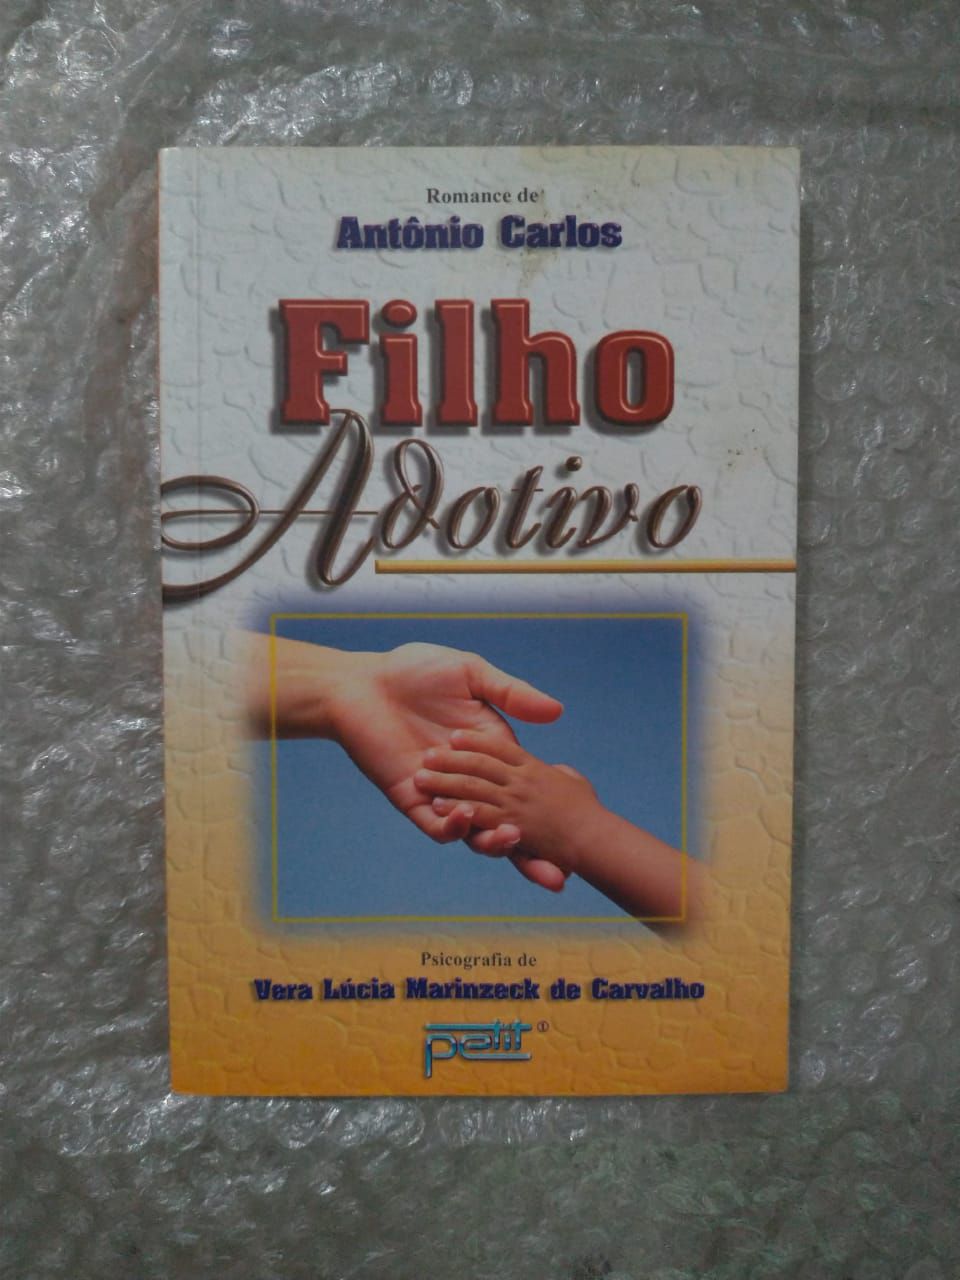 Romance de
Antônio Carlos
Filho
Adotivo
Psicografia de
Vera Lúcia Marinzeck de Carvalho
petit